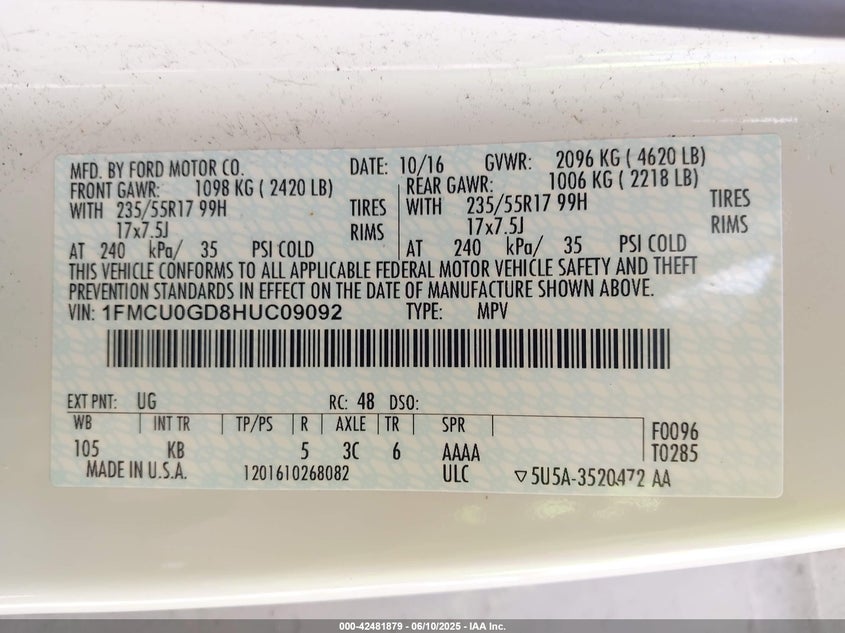 MFD. BY FORD MOTOR CO. DATE: 10/16 GVWR: 2096 KG ( 4620 LB)
FRONT GAWR: 1098 KG ( 2420 LB) REAR GAWR: 1006 KG ( 2218 LB)
WITH 235/55R17 99H TIRES WITH 235/55R17 99H TIRES
17x7.5J RIMS 17x7.5J RIMS
AT 240 kPa/ 35 PSI COLD AT 240 kPa/ 35 PSI COLD
THIS VEHICLE CONFORMS TO ALL APPLICABLE FEDERAL MOTOR VEHICLE SAFETY AND THEFT
PREVENTION STANDARDS IN EFFECT ON THE DATE OF MANUFACTURE SHOWN ABOVE.
VIN: 1FMCU0GD8HUC09092 TYPE: MPV
EXT PNT: UG RC: 48 DSO:
WB INT TR TP/PS R AXLE TR SPR F0096
105 KB 5 3C 6 AAAA T0285
MADE IN U.S.A. 1201610268082 ULC ▽5U5A-3520472 AA
000-42481879 - 06/10/2025 - IAA Inc.